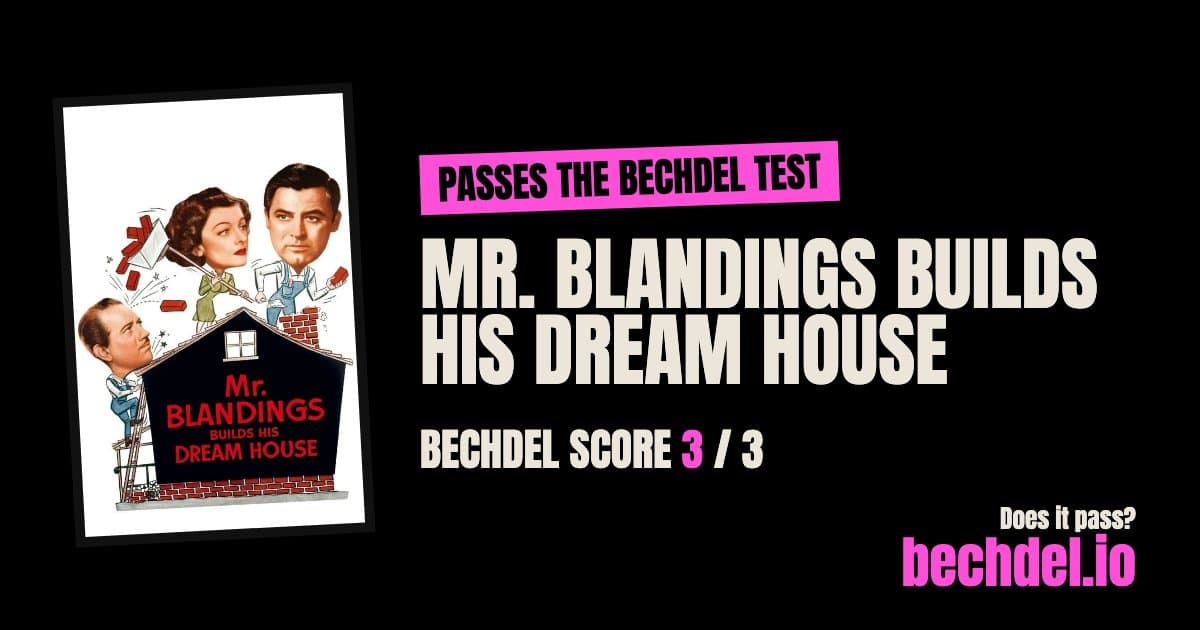 PASSES THE BECHDEL TEST
MR. BLANDINGS BUILDS
HIS DREAM HOUSE
BECHDEL SCORE 3 / 3
Mr.
BLANDINGS
BUILDS HIS
DREAM HOUSE
Does it pass?
bechdel.io